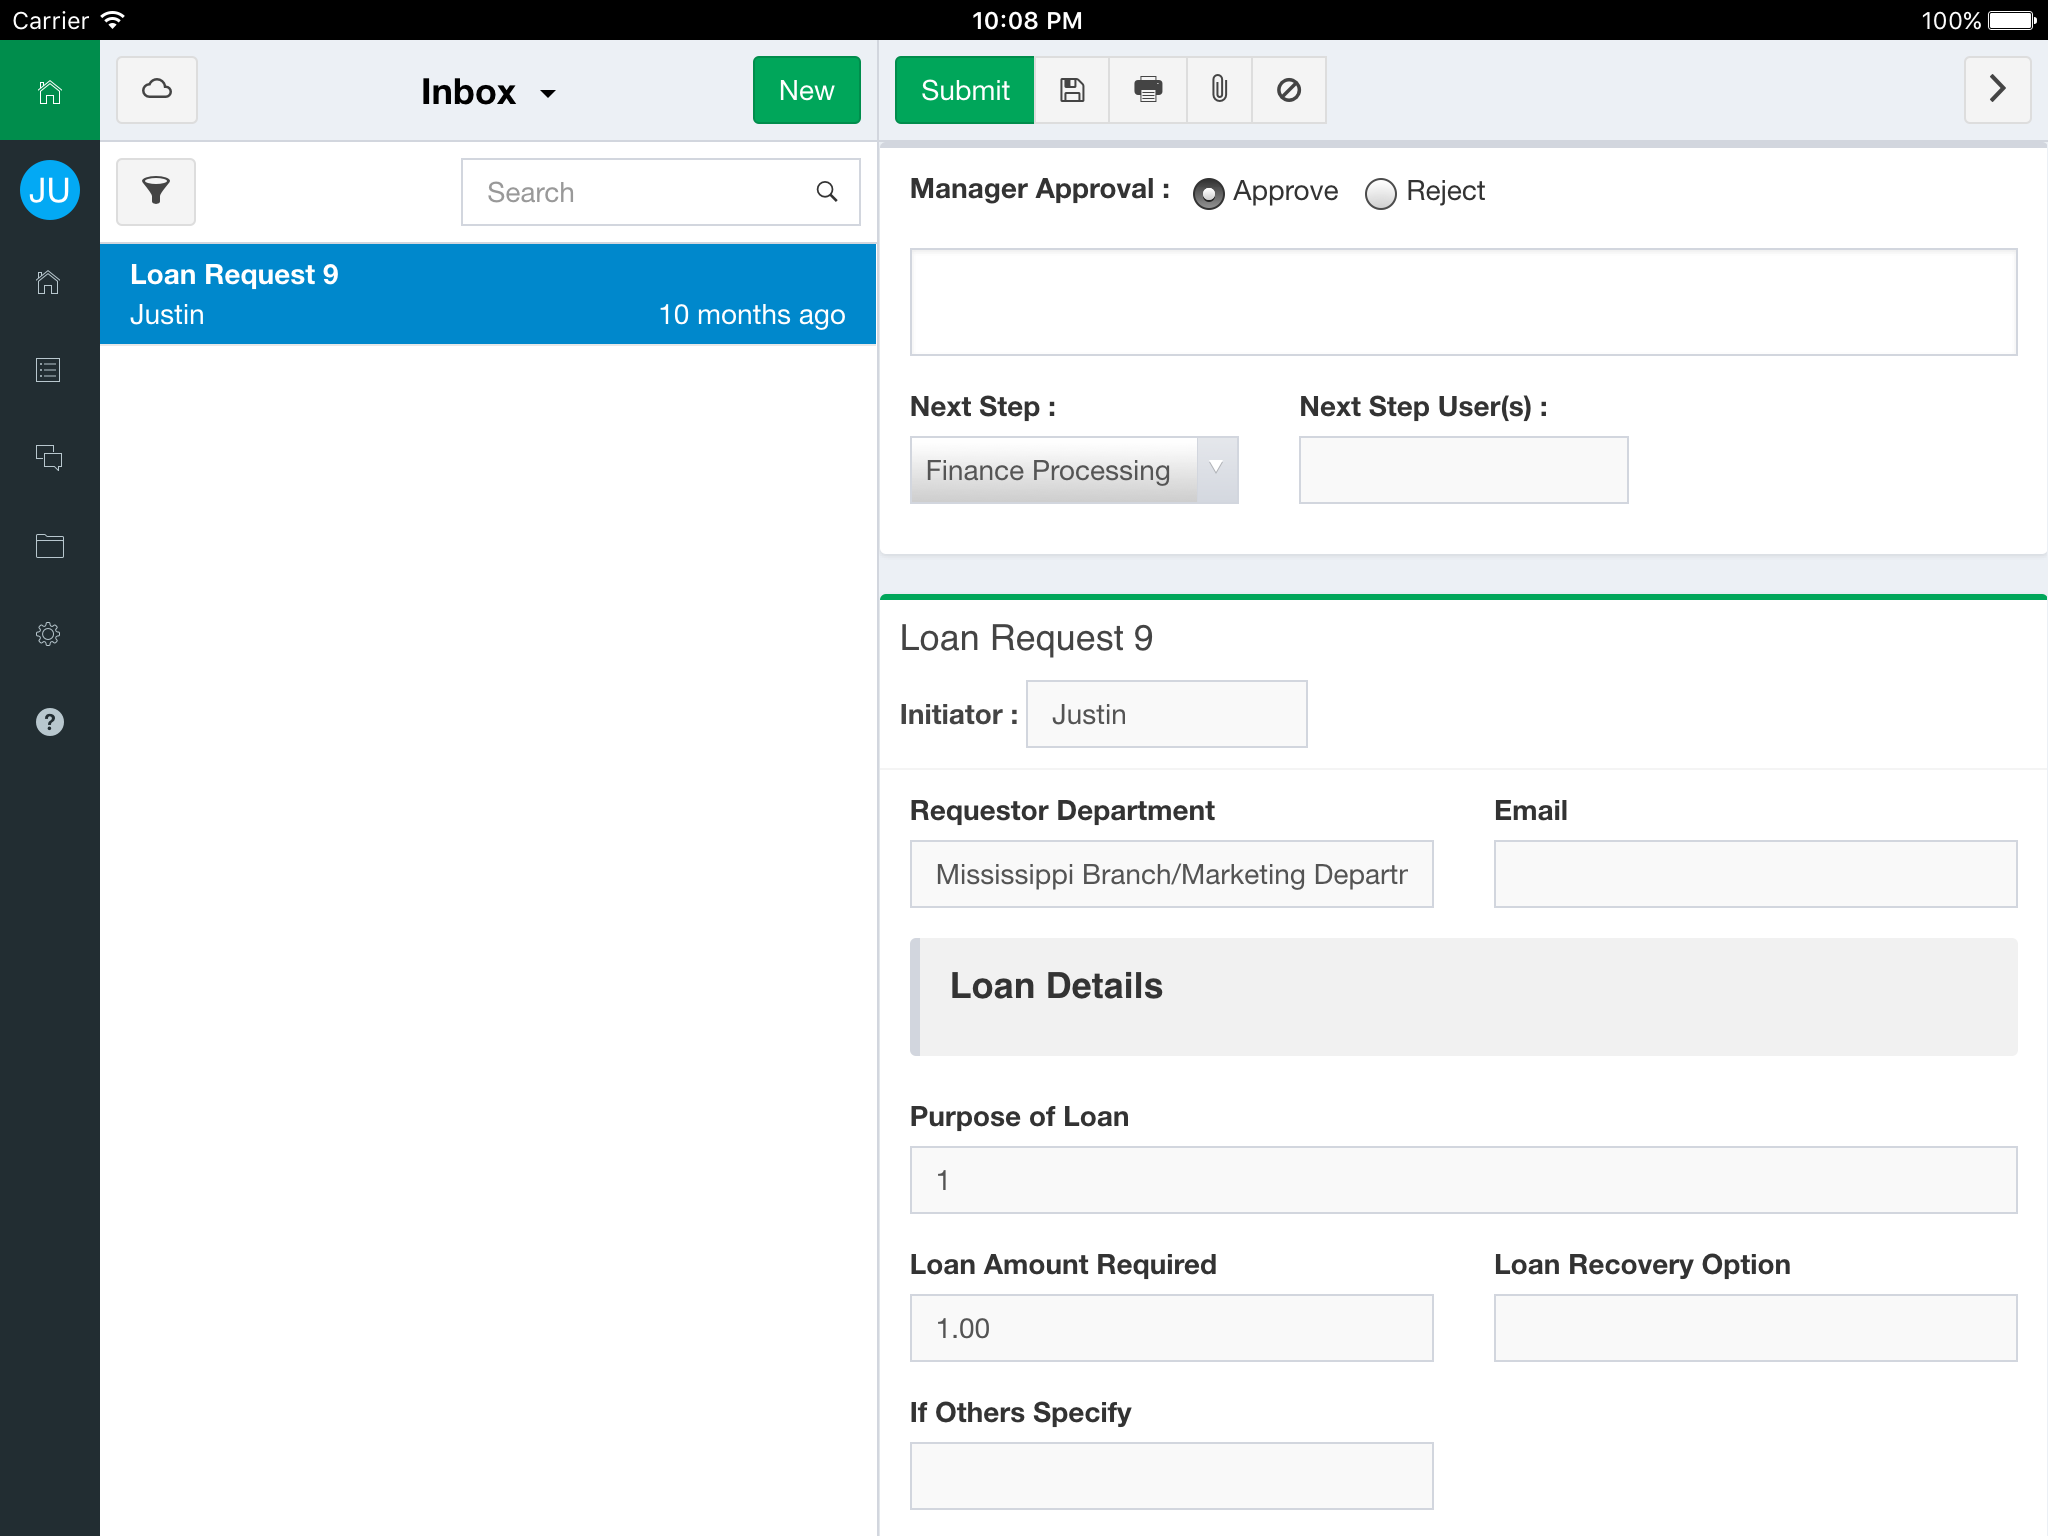 Carrier
10:08 PM
100%
Inbox
New
Submit
JU
Search
Loan Request 9
Justin
10 months ago
Manager Approval :
Approve
Reject
Next Step :
Next Step User(s) :
Finance Processing
Loan Request 9
Initiator :
Justin
Requestor Department
Email
Mississippi Branch/Marketing Departr
Loan Details
Purpose of Loan
1
Loan Amount Required
Loan Recovery Option
1.00
If Others Specify